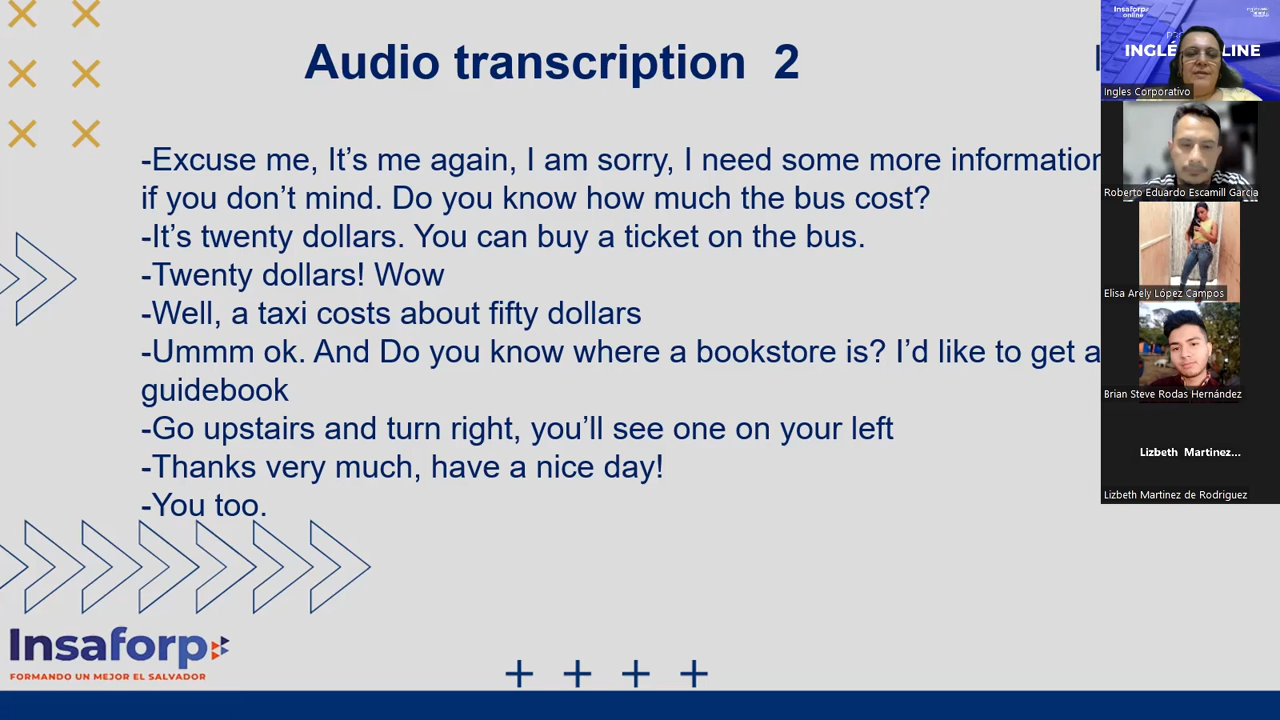 Audio transcription 2
-Excuse me, It's me again, I am sorry, I need some more information
if you don't mind. Do you know how much the bus cost?
-It's twenty dollars. You can buy a ticket on the bus.
-Twenty dollars! Wow
-Well, a taxi costs about fifty dollars
-Ummm ok. And Do you know where a bookstore is? I'd like to get a
guidebook
-Go upstairs and turn right, you'll see one on your left
-Thanks very much, have a nice day!
-You too.
Insaforp
FORMANDO UN MEJOR EL SALVADOR
Insaforp
online
Ingles Corporativo
Roberto Eduardo Escamill Garcia
Elisa Arely López Campos
Brian Steve Rodas Hernández
Lizbeth Martinez...
Lizbeth Martinez de Rodriguez